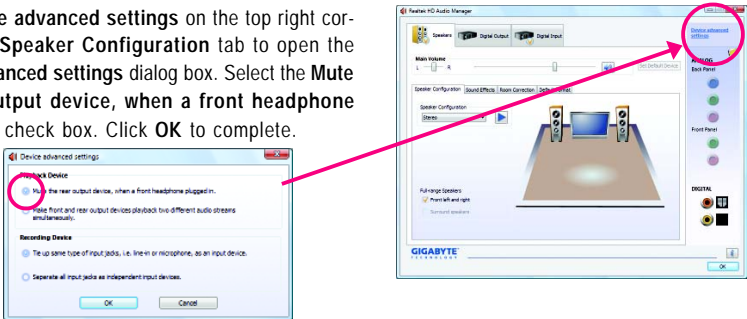 e advanced settings on the top right cor-
Speaker Configuration tab to open the
anced settings dialog box. Select the Mute
utput device, when a front headphone
check box. Click OK to complete.
Device advanced settings
Playback Device
Mute the rear output device, when a front headphone plugged in.
Make front and rear output devices playback two different audio streams
simultaneously.
Recording Device
Tie up same type of input jacks, i.e. line-in or microphone, as an input device.
Separate all input jacks as independent input devices.
OK Cancel
Realtek HD Audio Manager
Speakers Digital Output Digital Input
Device advanced
settings
Main Volume
L R
Set Default Device
Speaker Configuration Sound Effects Room Correction Default Format
Speaker Configuration
Stereo
Full-range Speakers
Front left and right
Surround speakers
ANALOG
Back Panel
Front Panel
DIGITAL
GIGABYTE
TECHNOLOGY
i
OK